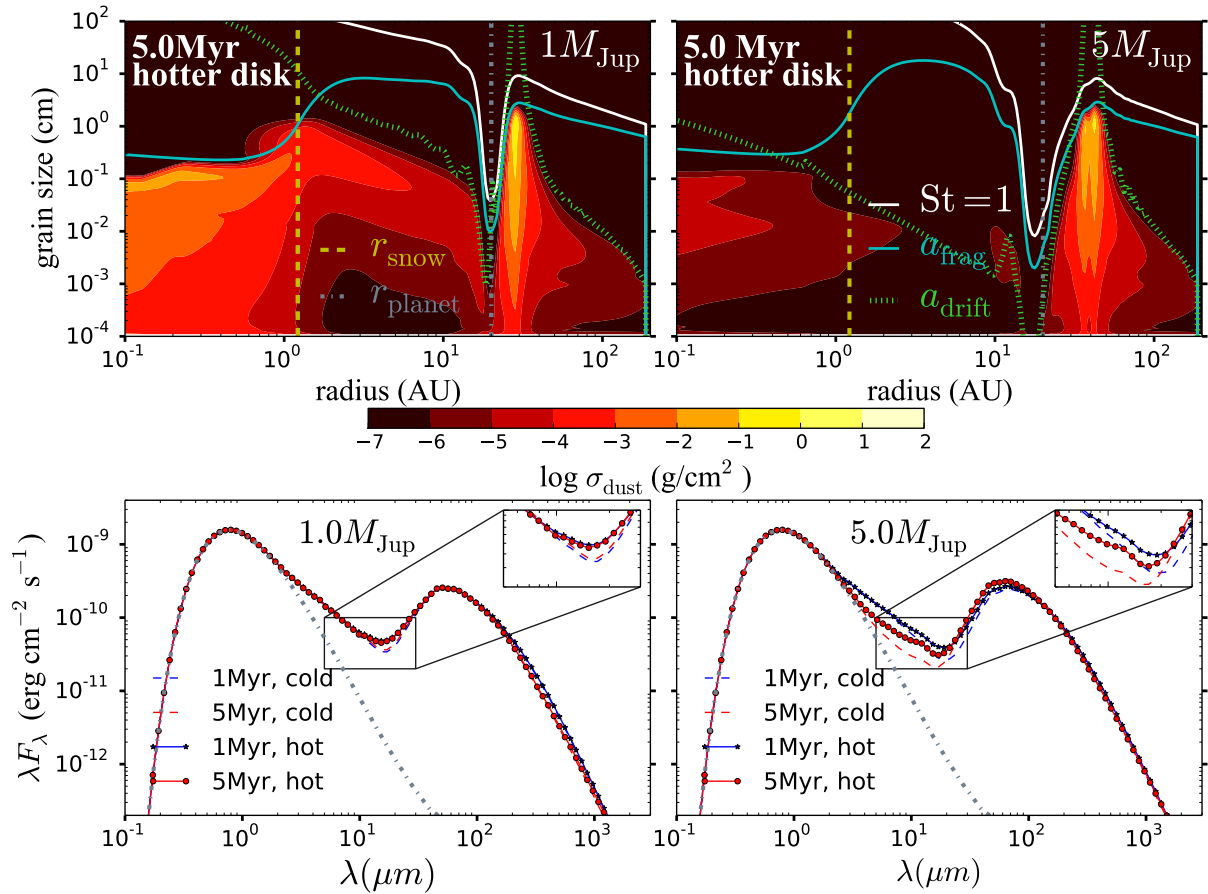 5.0Myr
hotter disk
1M_Jup
5.0 Myr
hotter disk
5M_Jup
grain size (cm)
10^2
10^1
10^0
10^-1
10^-2
10^-3
10^-4
r_snow
r_planet
St=1
a_frag
a_drift
10^-1
10^0
10^1
10^2
10^-1
10^0
10^1
10^2
radius (AU)
radius (AU)
−7 −6 −5 −4 −3 −2 −1 0 1 2
log σ_dust (g/cm^2 )
λF_λ (erg cm^−2 s^−1)
10^-9
10^-10
10^-11
10^-12
1.0M_Jup
1Myr, cold
5Myr, cold
1Myr, hot
5Myr, hot
5.0M_Jup
1Myr, cold
5Myr, cold
1Myr, hot
5Myr, hot
10^-1
10^0
10^1
10^2
10^3
10^-1
10^0
10^1
10^2
10^3
λ(μm)
λ(μm)